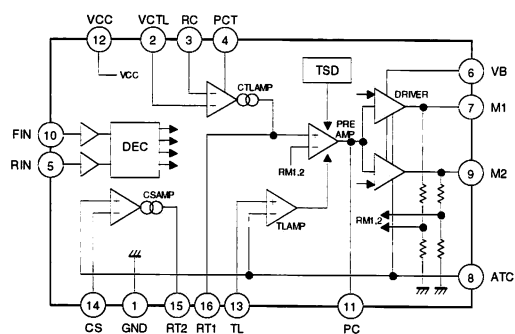 VCC VCTL RC PCT
12 2 3 4
VCC
CTLAMP
TSD
VB
6
DRIVER
M1
7
FIN
10
RIN
5
DEC
PRE
AMP
RM1,2
M2
9
CSAMP
TLAMP
RM1,2
ATC
8
14 1 15 16 13 11
CS GND RT2 RT1 TL PC